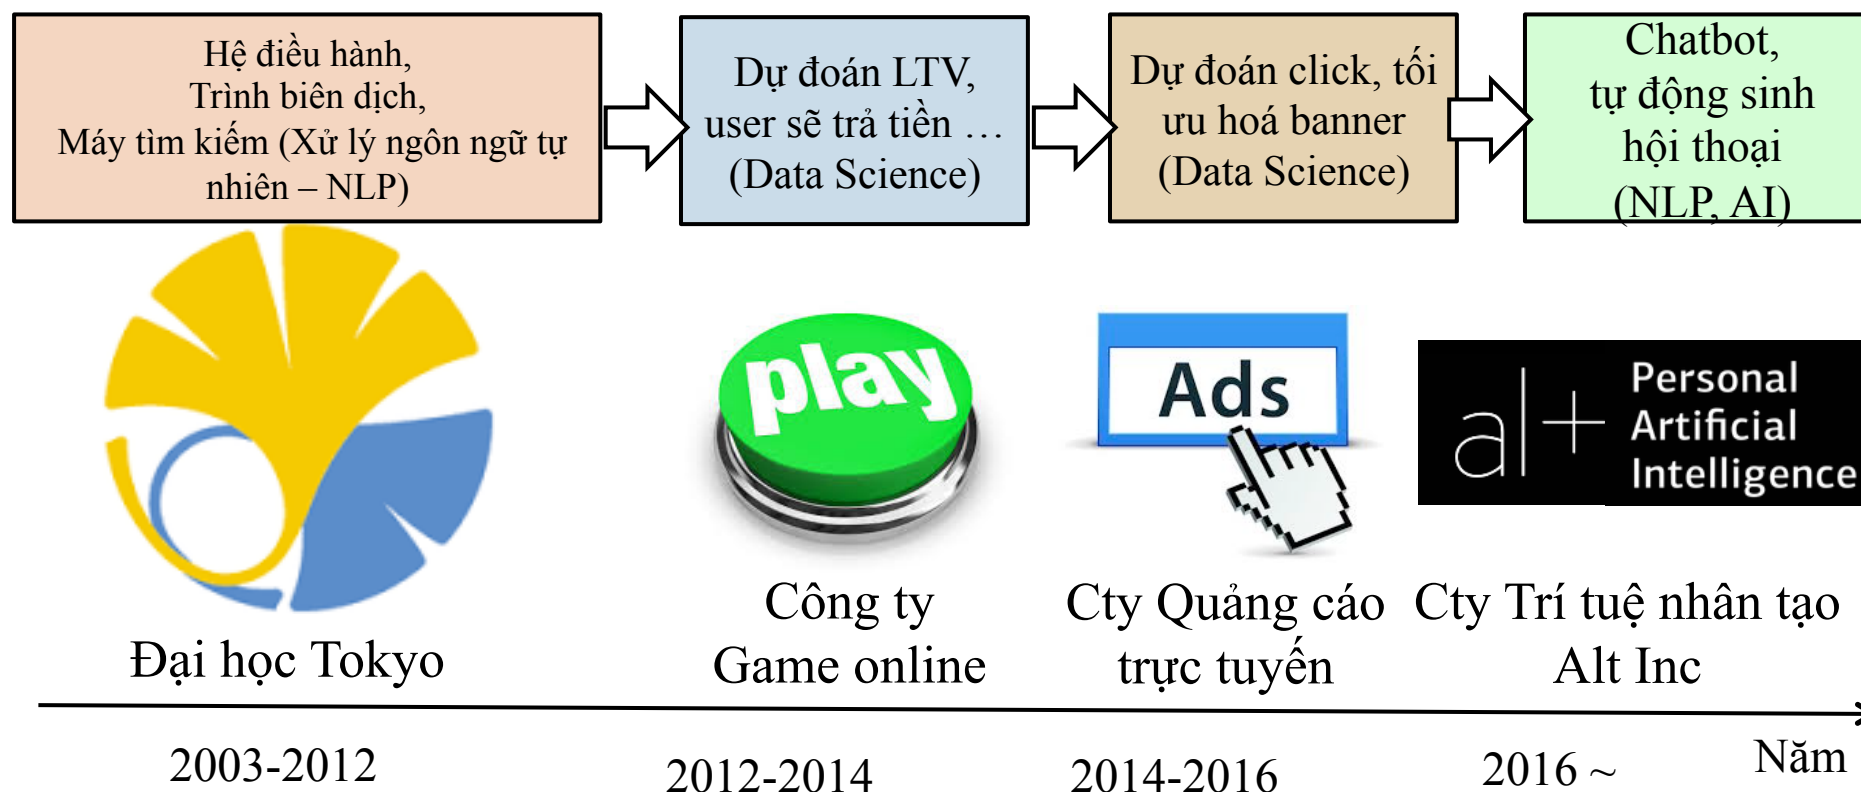 Hệ điều hành,
Trình biên dịch,
Máy tìm kiếm (Xử lý ngôn ngữ tự
nhiên – NLP)
Dự đoán LTV,
user sẽ trả tiền …
(Data Science)
Dự đoán click, tối
ưu hoá banner
(Data Science)
Chatbot,
tự động sinh
hội thoại
(NLP, AI)
play
Ads
al+
Personal
Artificial
Intelligence
Đại học Tokyo
Công ty
Game online
Cty Quảng cáo
trực tuyến
Cty Trí tuệ nhân tạo
Alt Inc
2003-2012
2012-2014
2014-2016
2016 ~
Năm